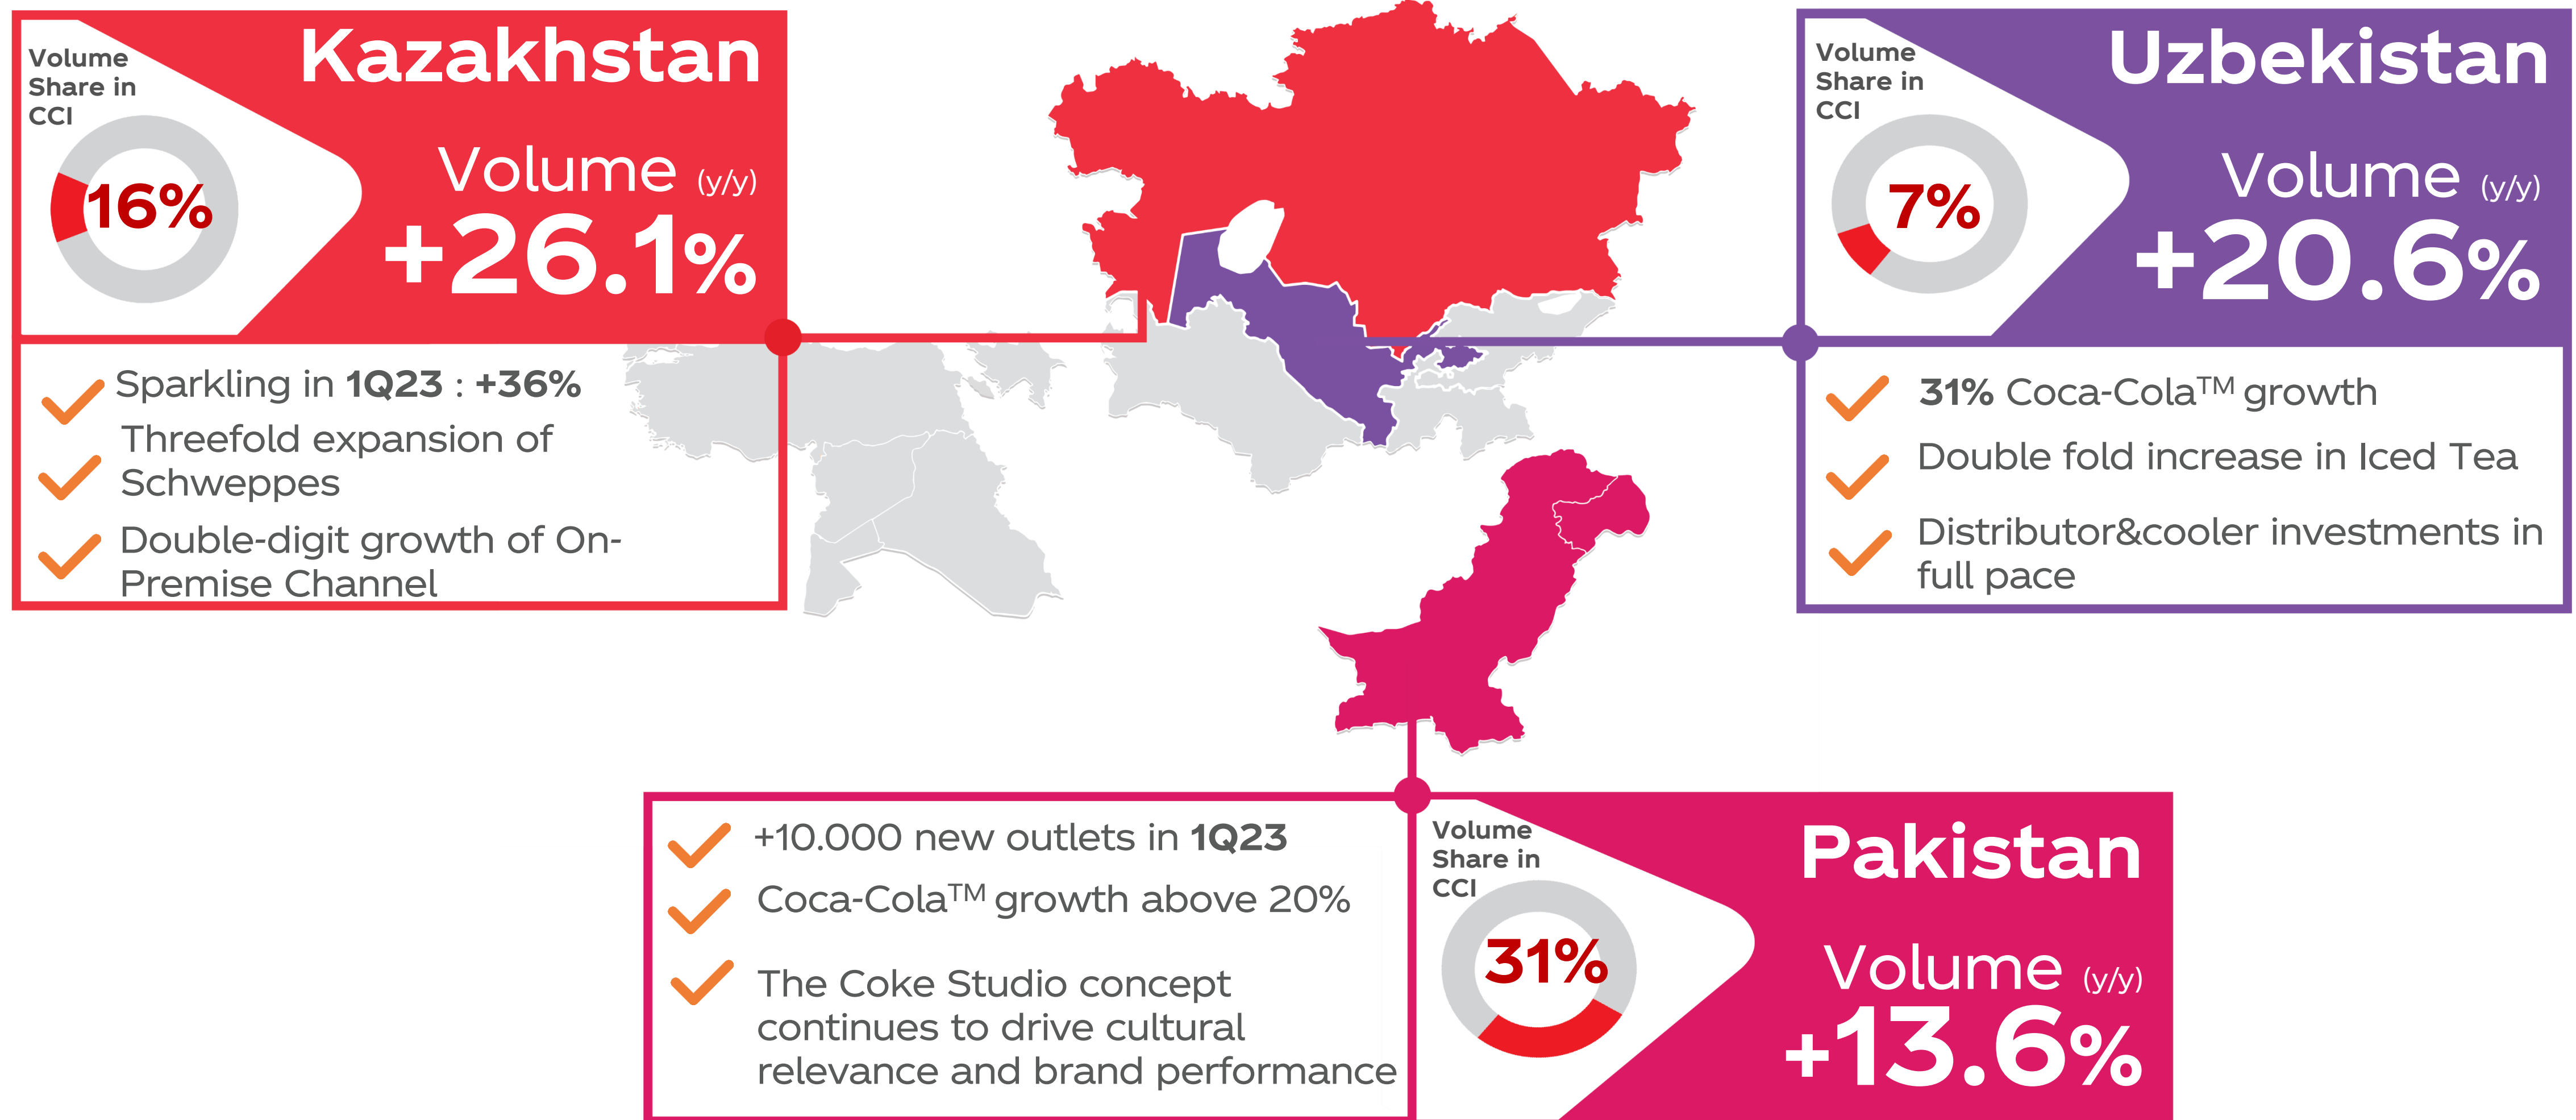 Kazakhstan
Volume
Share in
CCI
16%
Volume (y/y)
+26.1%
Sparkling in 1Q23 : +36%
Threefold expansion of
Schweppes
Double-digit growth of On-
Premise Channel
Uzbekistan
Volume
Share in
CCI
7%
Volume (y/y)
+20.6%
31% Coca-Cola™ growth
Double fold increase in Iced Tea
Distributor&cooler investments in
full pace
+10.000 new outlets in 1Q23
Coca-Cola™ growth above 20%
The Coke Studio concept
continues to drive cultural
relevance and brand performance
Volume
Share in
CCI
31%
Pakistan
Volume (y/y)
+13.6%